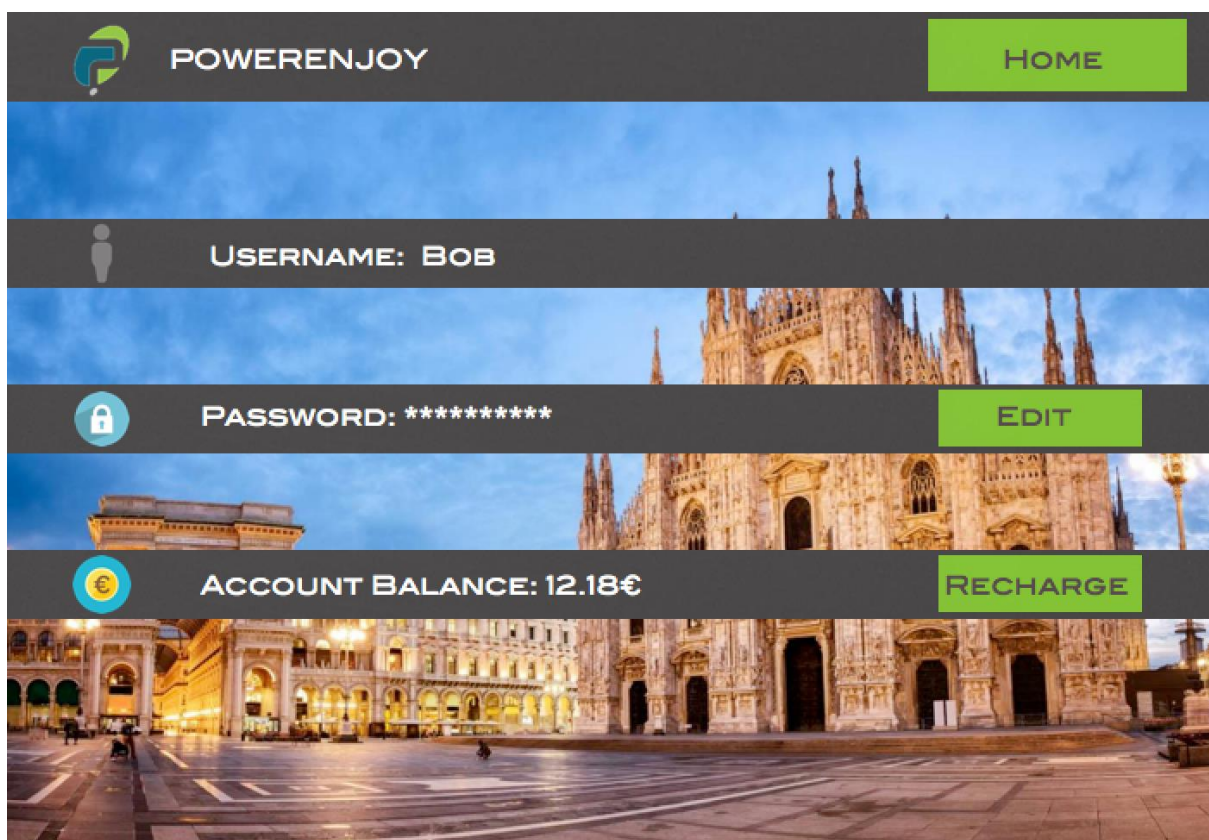 POWERENJOY
HOME
USERNAME: BOB
PASSWORD: **********
EDIT
ACCOUNT BALANCE: 12.18€
RECHARGE